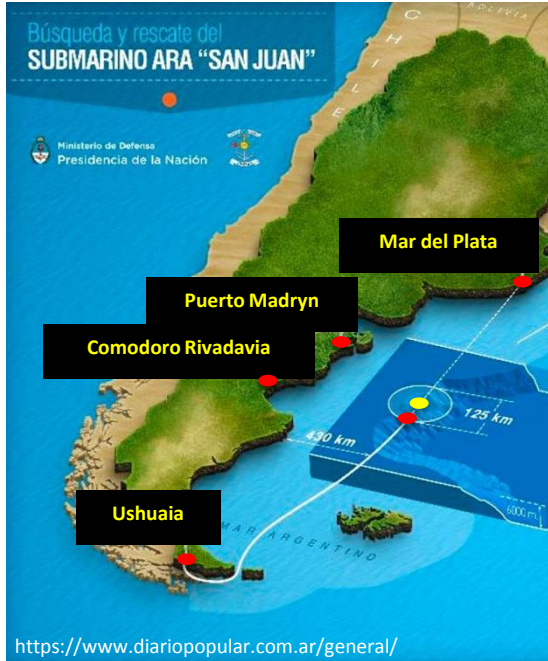 Búsqueda y rescate del
SUBMARINO ARA “SAN JUAN”
Ministerio de Defensa
Presidencia de la Nación
BOLIVIA
CHILE
Mar del Plata
Puerto Madryn
Comodoro Rivadavia
125 km
430 km
6000 m
Ushuaia
MAR ARGENTINO
https://www.diariopopular.com.ar/general/